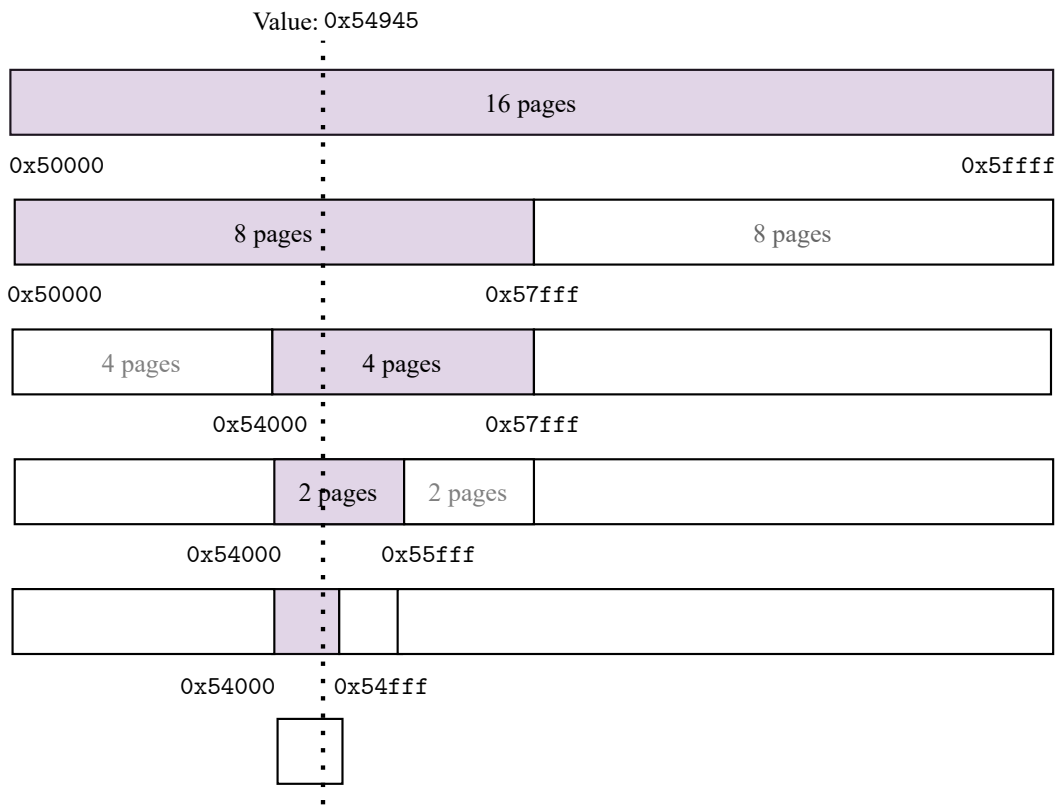 Value: 0x54945
16 pages
0x50000 0x5ffff
8 pages 8 pages
0x50000 0x57fff
4 pages 4 pages
0x54000 0x57fff
2 pages 2 pages
0x54000 0x55fff
0x54000 0x54fff